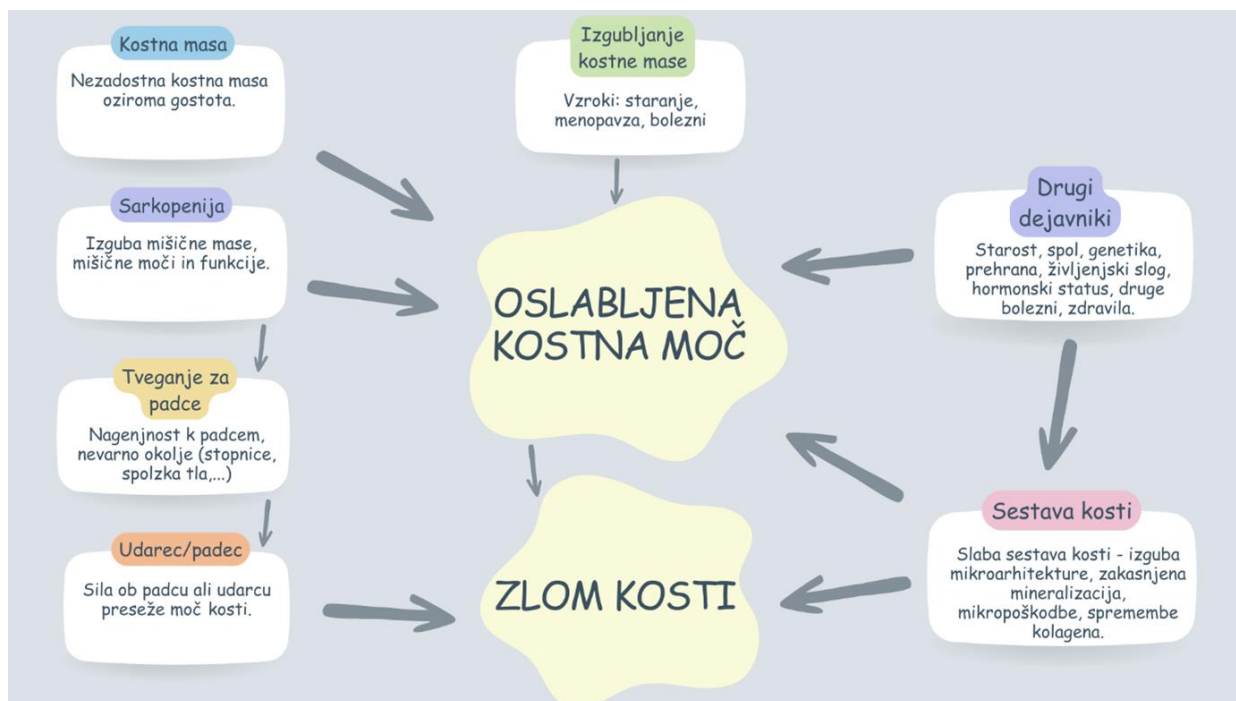 Kostna masa
Nezadostna kostna masa
oziroma gostota.
Izgubljanje
kostne mase
Vzroki: staranje,
menopavza, bolezni
Sarkopenija
Izguba mišične mase,
mišične moči in funkcije.
Drugi
dejavniki
Starost, spol, genetika,
prehrana, življenjski slog,
hormonski status, druge
bolezni, zdravila.
OSLABLJENA
KOSTNA MOČ
Tveganje za
padce
Nagenjnost k padcem,
nevarno okolje (stopnice,
spolzka tla,...)
Udarec/padec
Sila ob padcu ali udarcu
preseže moč kosti.
ZLOM KOSTI
Sestava kosti
Slaba sestava kosti - izguba
mikroarhitekture, zakasnjena
mineralizacija,
mikropoškodbe, spremembe
kolagena.